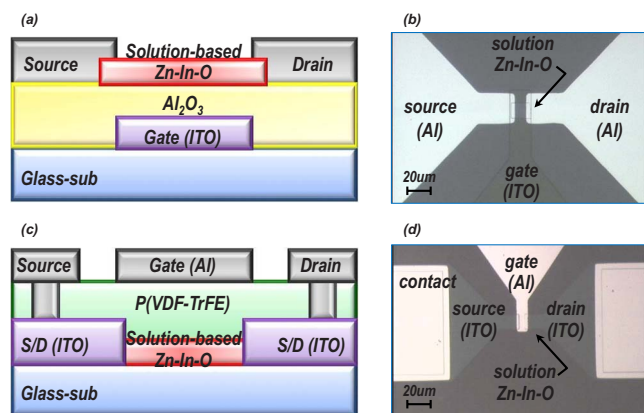 (a)
Solution-based
Source
Zn-In-O
Drain
Al2O3
Gate (ITO)
Glass-sub
(b)
solution
Zn-In-O
source
(Al)
drain
(Al)
gate
(ITO)
20um
(c)
Source
Gate (Al)
Drain
P(VDF-TrFE)
S/D (ITO)
Solution-based
Zn-In-O
S/D (ITO)
Glass-sub
(d)
gate
(Al)
contact
source
(ITO)
drain
(ITO)
20um
solution
Zn-In-O